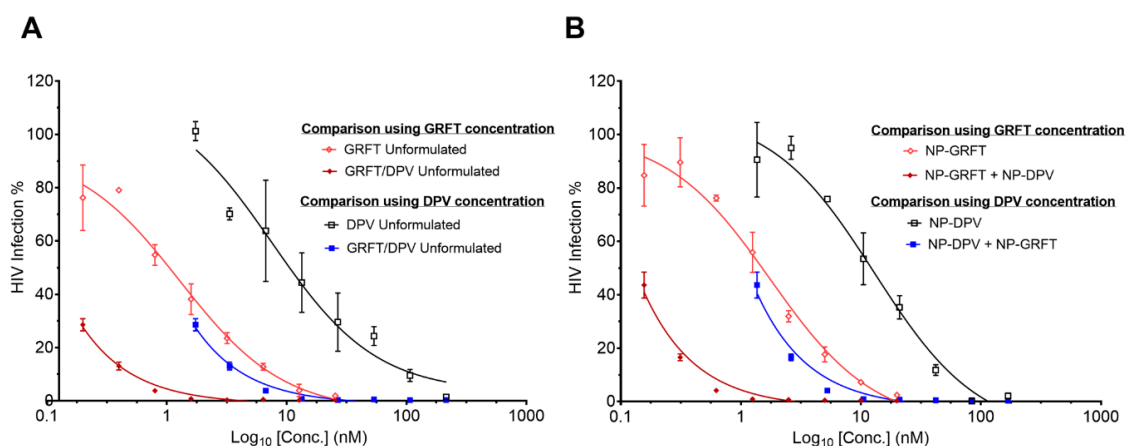 A
120
100
80
60
40
20
0
HIV Infection %
0.1 1 10 100 1000
Log10 [Conc.] (nM)
Comparison using GRFT concentration
GRFT Unformulated
GRFT/DPV Unformulated
Comparison using DPV concentration
DPV Unformulated
GRFT/DPV Unformulated
B
120
100
80
60
40
20
0
HIV Infection %
0.1 1 10 100 1000
Log10 [Conc.] (nM)
Comparison using GRFT concentration
NP-GRFT
NP-GRFT + NP-DPV
Comparison using DPV concentration
NP-DPV
NP-DPV + NP-GRFT